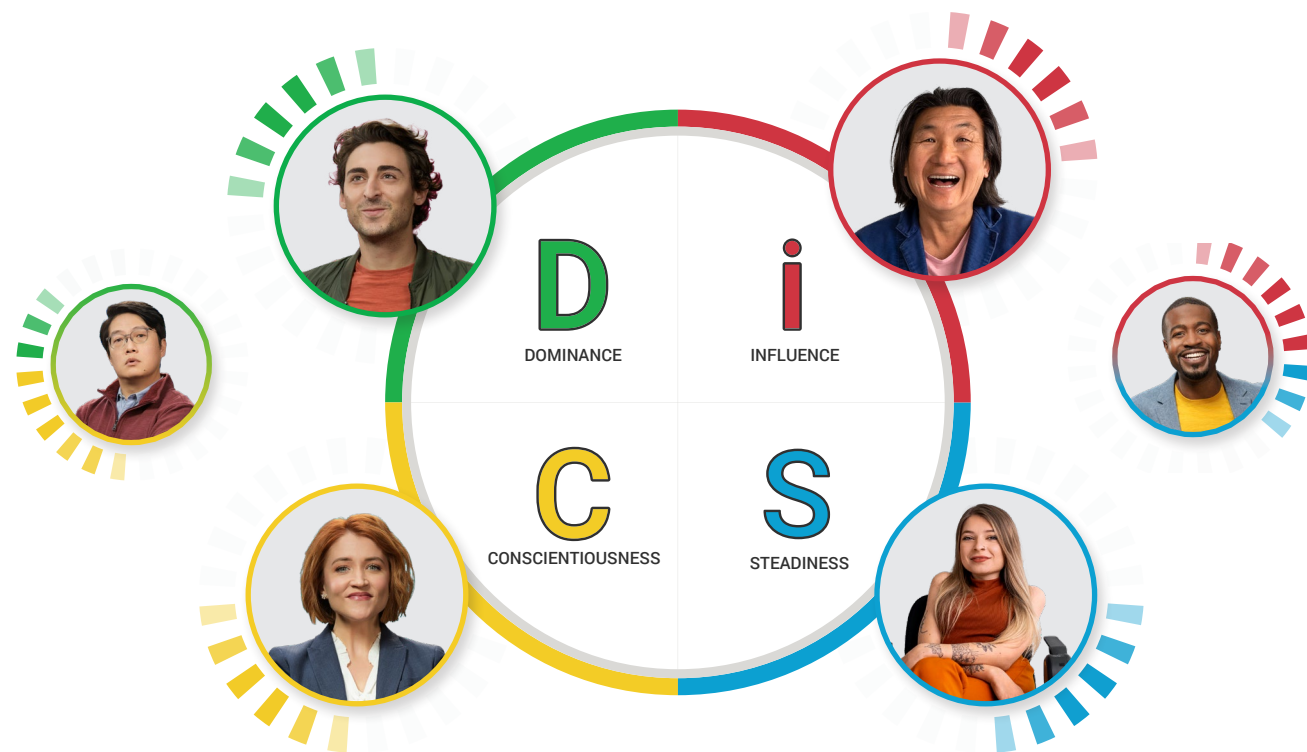 D
DOMINANCE
i
INFLUENCE
C
CONSCIENTIOUSNESS
S
STEADINESS